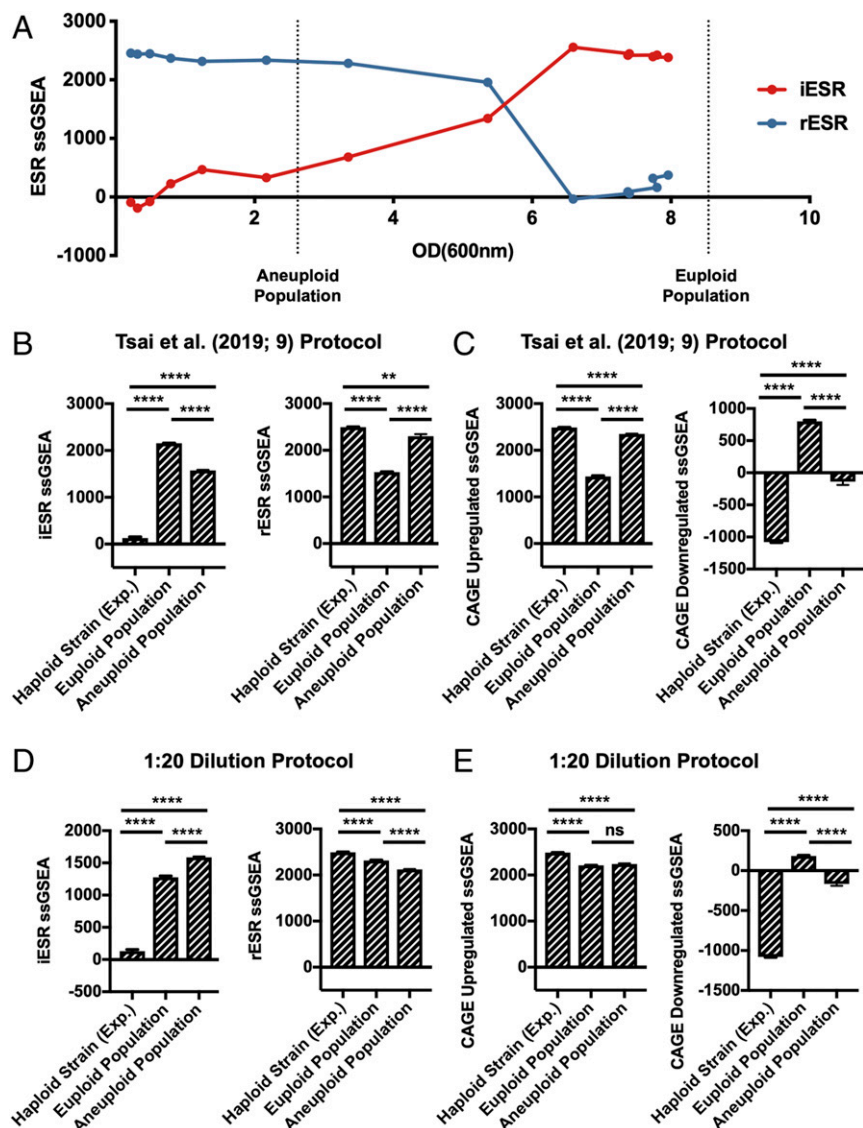 A
ESR ssGSEA
3000
2000
1000
0
-1000
2
4
6
8
10
OD(600nm)
iESR
rESR
Aneuploid
Population
Euploid
Population
B
Tsai et al. (2019; 9) Protocol
iESR ssGSEA
3000
2000
1000
0
****
****
****
Haploid Strain (Exp.)
Euploid Population
Aneuploid Population
rESR ssGSEA
3000
2000
1000
0
**
****
****
Haploid Strain (Exp.)
Euploid Population
Aneuploid Population
C
Tsai et al. (2019; 9) Protocol
CAGE Upregulated ssGSEA
3000
2000
1000
0
****
****
****
Haploid Strain (Exp.)
Euploid Population
Aneuploid Population
CAGE Downregulated ssGSEA
1000
500
0
-500
-1000
-1500
****
****
****
Haploid Strain (Exp.)
Euploid Population
Aneuploid Population
D
1:20 Dilution Protocol
iESR ssGSEA
2000
1500
1000
500
0
-500
****
****
****
Haploid Strain (Exp.)
Euploid Population
Aneuploid Population
rESR ssGSEA
3000
2000
1000
0
****
****
****
Haploid Strain (Exp.)
Euploid Population
Aneuploid Population
E
1:20 Dilution Protocol
CAGE Upregulated ssGSEA
3000
2000
1000
0
****
****
ns
Haploid Strain (Exp.)
Euploid Population
Aneuploid Population
CAGE Downregulated ssGSEA
500
0
-500
-1000
-1500
****
****
****
Haploid Strain (Exp.)
Euploid Population
Aneuploid Population